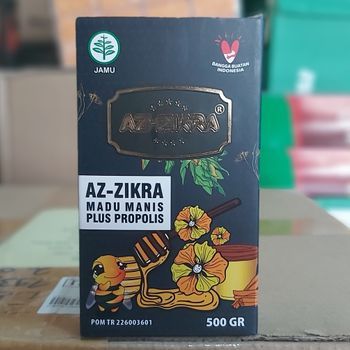 JAMU
BANGGA BUATAN
INDONESIA
AZ-ZIKRA®
AZ-ZIKRA
MADU MANIS
PLUS PROPOLIS
POM TR 226003601
500 GR